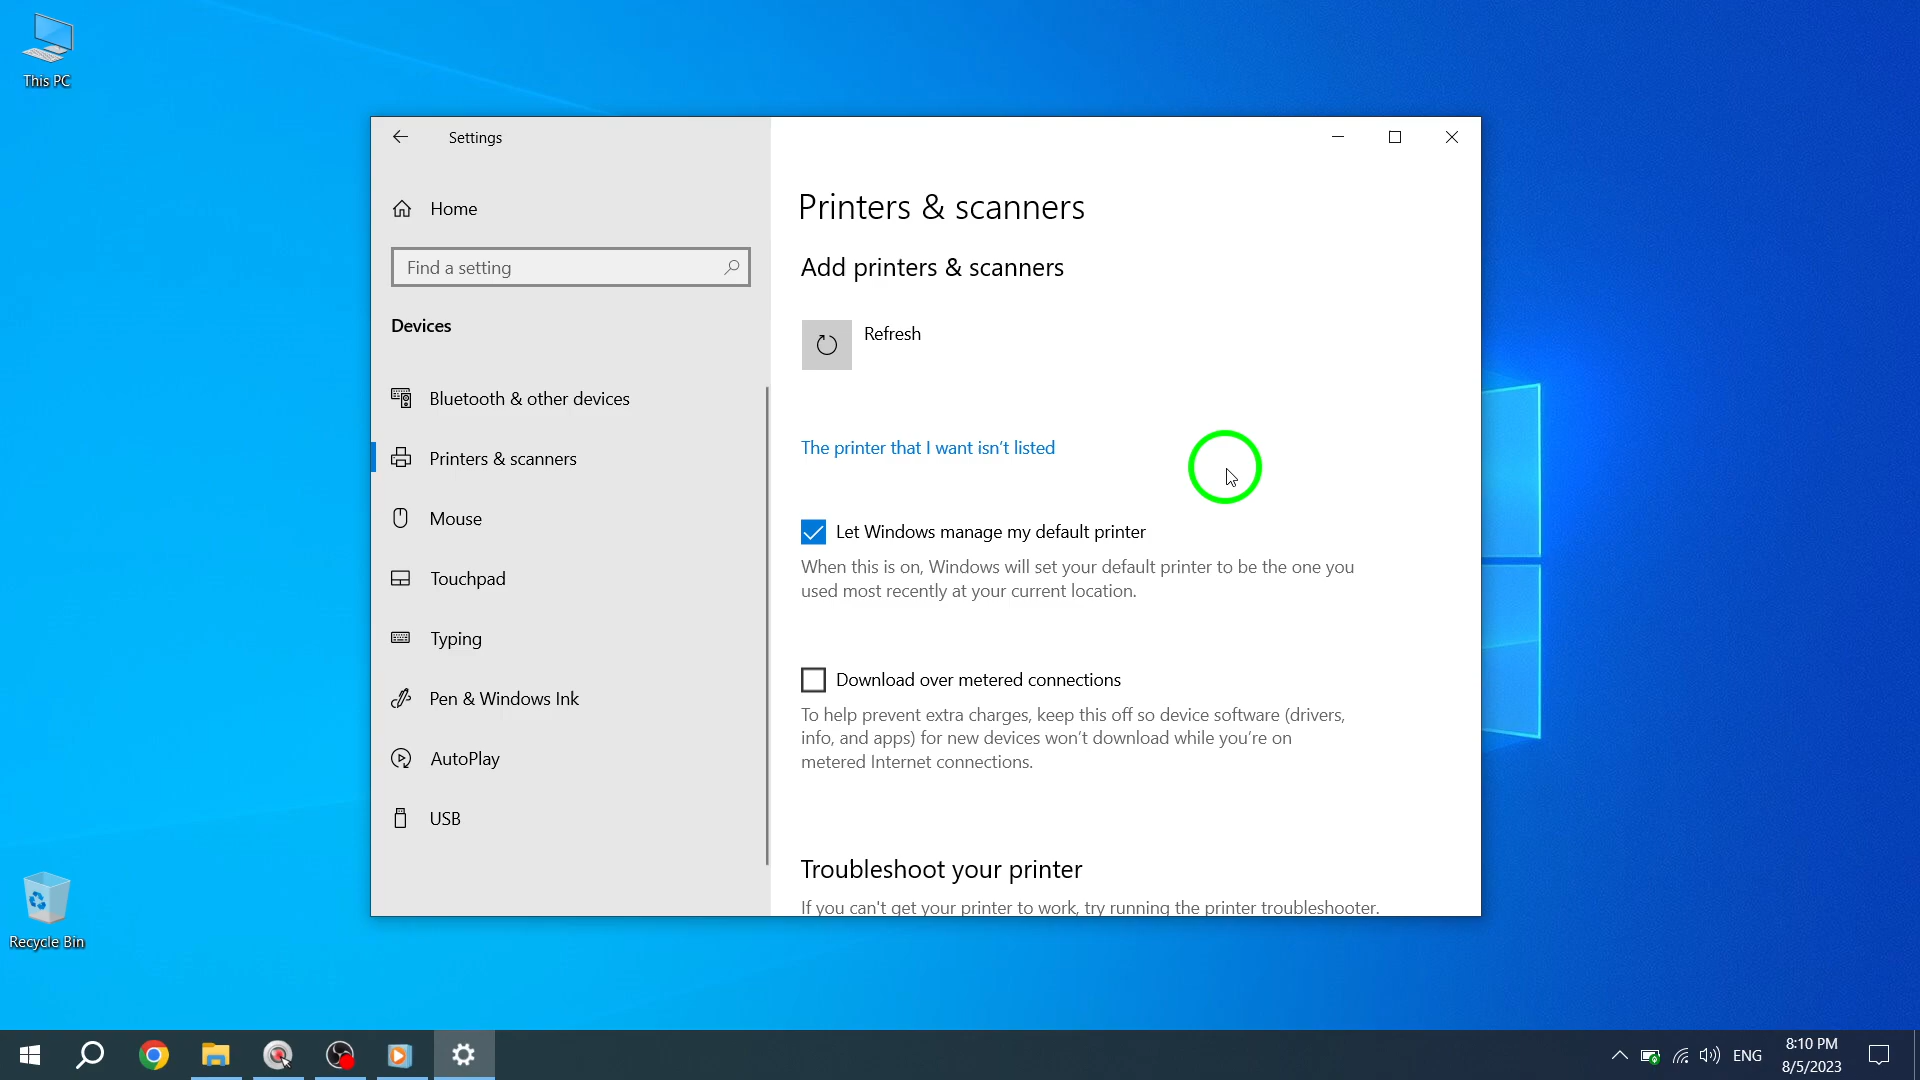 This PC
Settings
Home
Find a setting
Devices
Bluetooth & other devices
Printers & scanners
Mouse
Touchpad
Typing
Pen & Windows Ink
AutoPlay
USB
Printers & scanners
Add printers & scanners
Refresh
The printer that I want isn't listed
Let Windows manage my default printer
When this is on, Windows will set your default printer to be the one you
used most recently at your current location.
Download over metered connections
To help prevent extra charges, keep this off so device software (drivers,
info, and apps) for new devices won't download while you're on
metered Internet connections.
Troubleshoot your printer
If you can't get your printer to work, try running the printer troubleshooter.
Recycle Bin
ENG
8:10 PM
8/5/2023